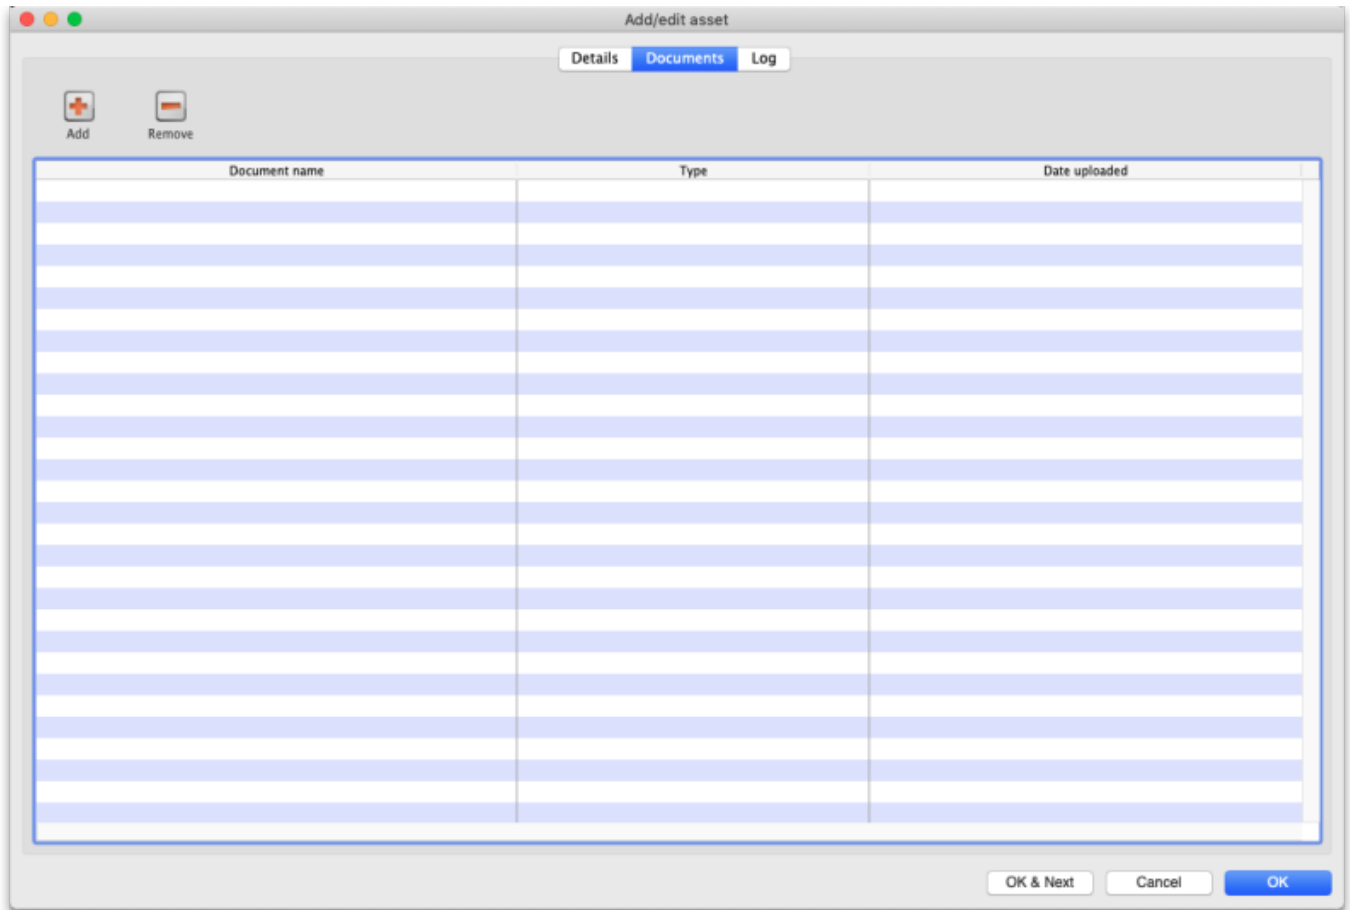 Add/edit asset
Details Documents Log
Add Remove
Document name Type Date uploaded
OK & Next Cancel OK